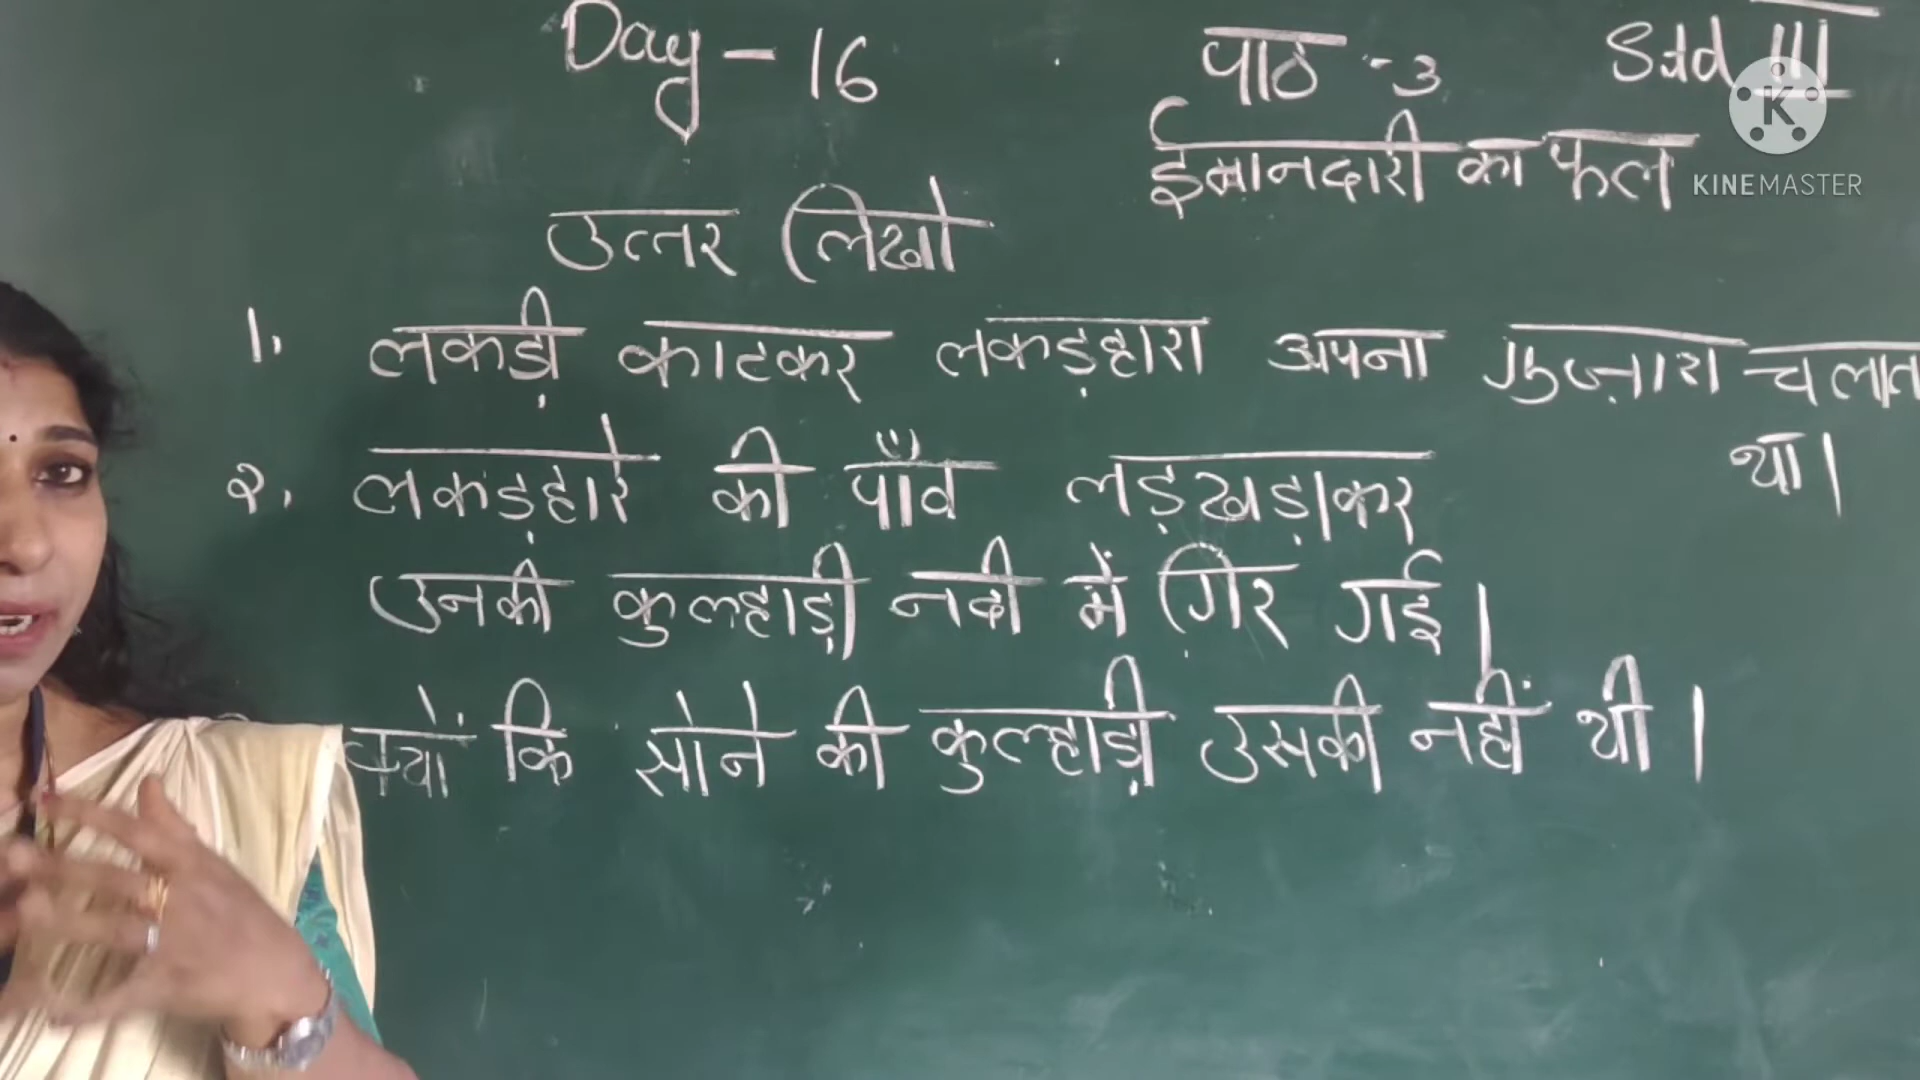 Day - 16
पाठ - 3
Std III
ईमानदारी का फल
KINEMASTER
उत्तर लिखो
1. लकड़ी काटकर लकड़हारा अपना गुज़ारा चलात
था।
२. लकड़हारे की पाँव लड़खड़ाकर
उनकी कुल्हाड़ी नदी में गि़र गई।
क्यों कि सोने की कुल्हाड़ी उसकी नहीं थी।